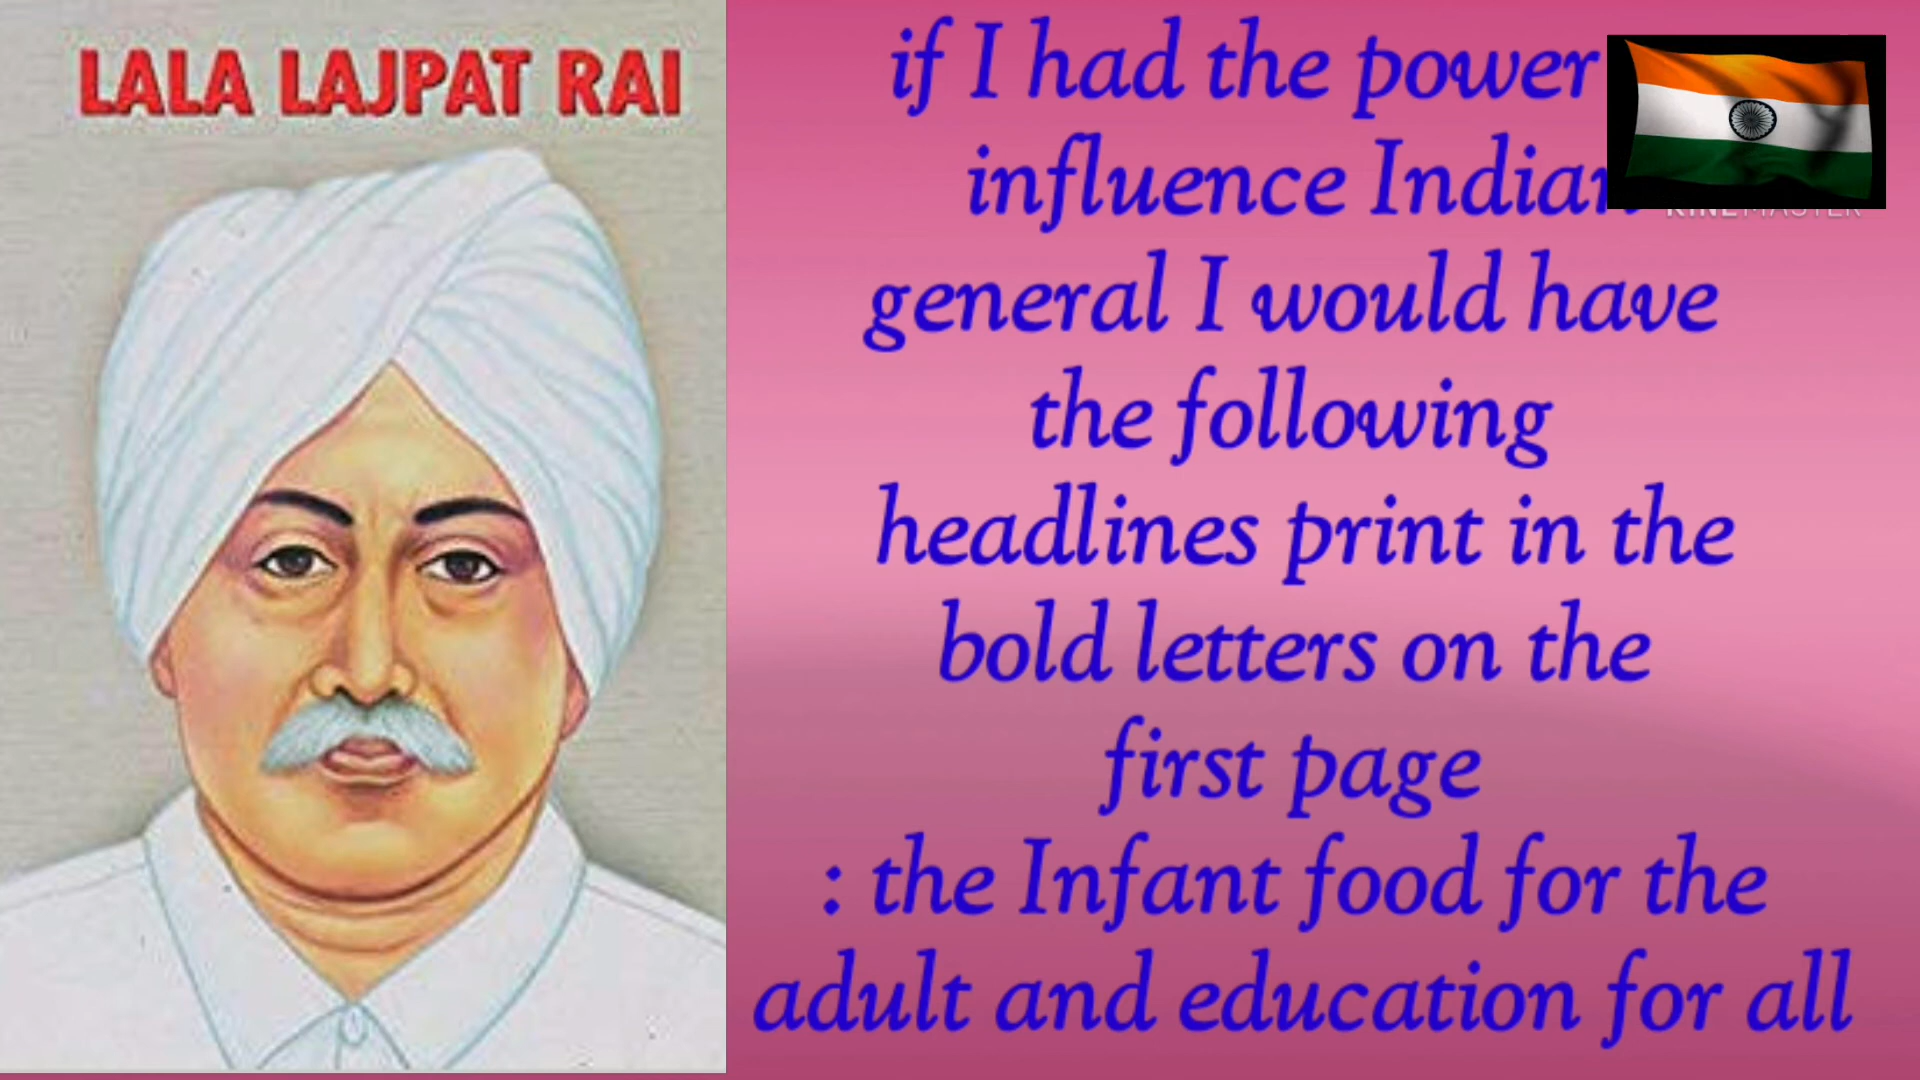 LALA LAJPAT RAI
if I had the power
influence Indian
general I would have
the following
headlines print in the
bold letters on the
first page
: the Infant food for the
adult and education for all
KINEMASTER